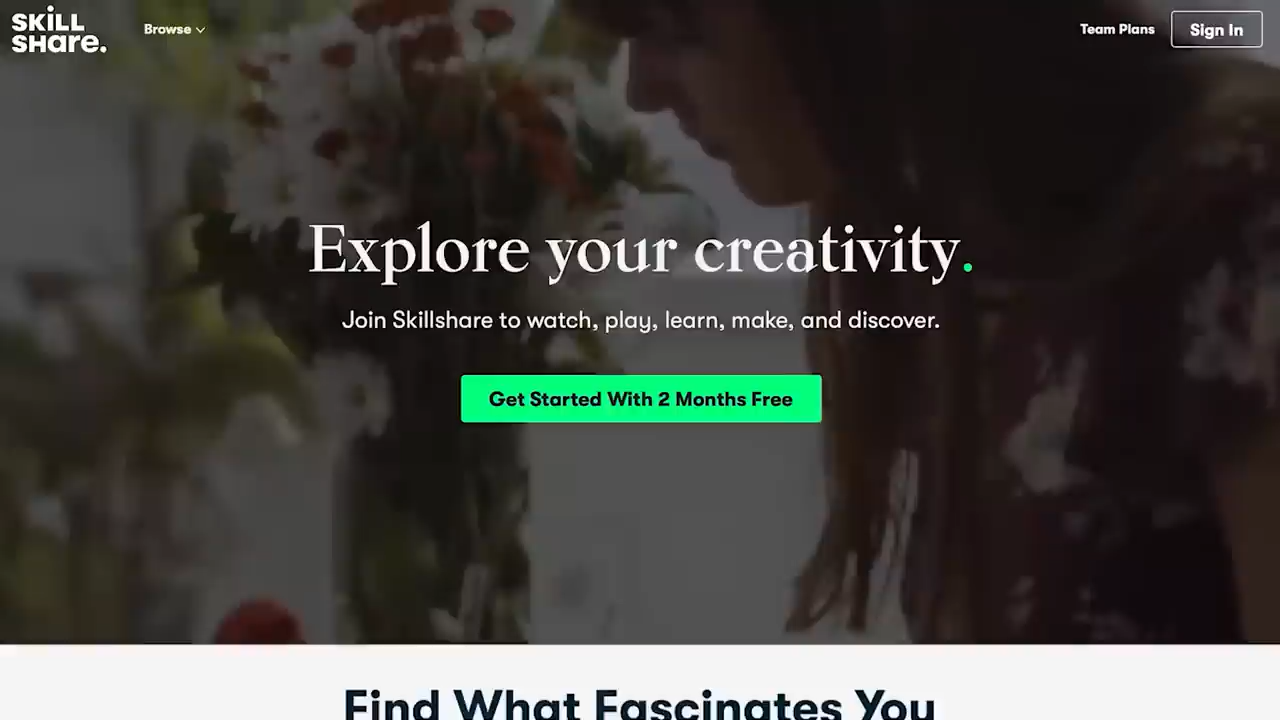 SKILL
SHare.
Browse
Team Plans
Sign In
Explore your creativity.
Join Skillshare to watch, play, learn, make, and discover.
Get Started With 2 Months Free
Find What Fascinates You